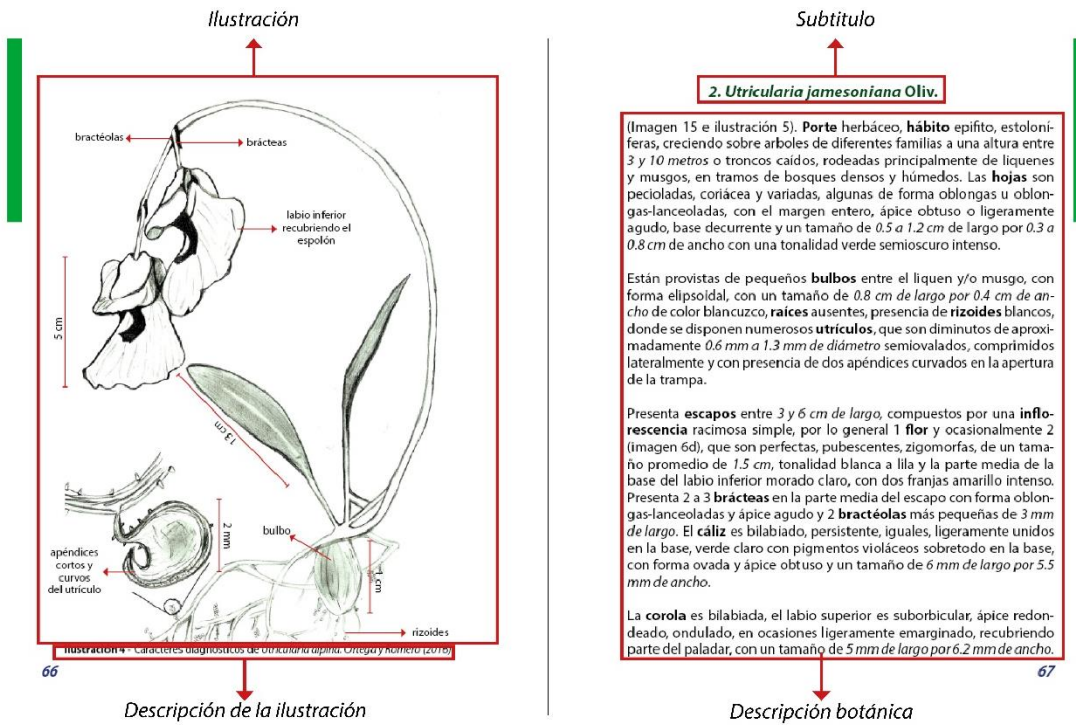 Ilustración
bractéolas
brácteas
labio inferior
recubriendo el
espolón
5 cm
13 cm
2 mm
bulbo
1 cm
apéndices
cortos y
curvos
del utrículo
rizoides
Ilustración 4 - Caracteres diagnósticos de Utricularia alpina. Ortega y Romero (2016)
66
Descripción de la ilustración
Subtitulo
2. Utricularia jamesoniana Oliv.
(Imagen 15 e ilustración 5). Porte herbáceo, hábito epifito, estoloní-
feras, creciendo sobre arboles de diferentes familias a una altura entre
3 y 10 metros o troncos caídos, rodeadas principalmente de liquenes
y musgos, en tramos de bosques densos y húmedos. Las hojas son
pecioladas, coriácea y variadas, algunas de forma oblongas u oblon-
gas-lanceoladas, con el margen entero, ápice obtuso o ligeramente
agudo, base decurrente y un tamaño de 0.5 a 1.2 cm de largo por 0.3 a
0.8 cm de ancho con una tonalidad verde semioscuro intenso.
Están provistas de pequeños bulbos entre el liquen y/o musgo, con
forma elipsoidal, con un tamaño de 0.8 cm de largo por 0.4 cm de an-
cho de color blancuzco, raíces ausentes, presencia de rizoides blancos,
donde se disponen numerosos utrículos, que son diminutos de aproxi-
madamente 0.6 mm a 1.3 mm de diámetro semiovalados, comprimidos
lateralmente y con presencia de dos apéndices curvados en la apertura
de la trampa.
Presenta escapos entre 3 y 6 cm de largo, compuestos por una inflo-
rescencia racimosa simple, por lo general 1 flor y ocasionalmente 2
(imagen 6d), que son perfectas, pubescentes, zigomorfas, de un tama-
ño promedio de 1.5 cm, tonalidad blanca a lila y la parte media de la
base del labio inferior morado claro, con dos franjas amarillo intenso.
Presenta 2 a 3 brácteas en la parte media del escapo con forma oblon-
gas-lanceoladas y ápice agudo y 2 bractéolas más pequeñas de 3 mm
de largo. El cáliz es bilabiado, persistente, iguales, ligeramente unidos
en la base, verde claro con pigmentos violáceos sobretodo en la base,
con forma ovada y ápice obtuso y un tamaño de 6 mm de largo por 5.5
mm de ancho.
La corola es bilabiada, el labio superior es suborbicular, ápice redon-
deado, ondulado, en ocasiones ligeramente emarginado, recubriendo
parte del paladar, con un tamaño de 5 mm de largo por 6.2 mm de ancho.
67
Descripción botánica